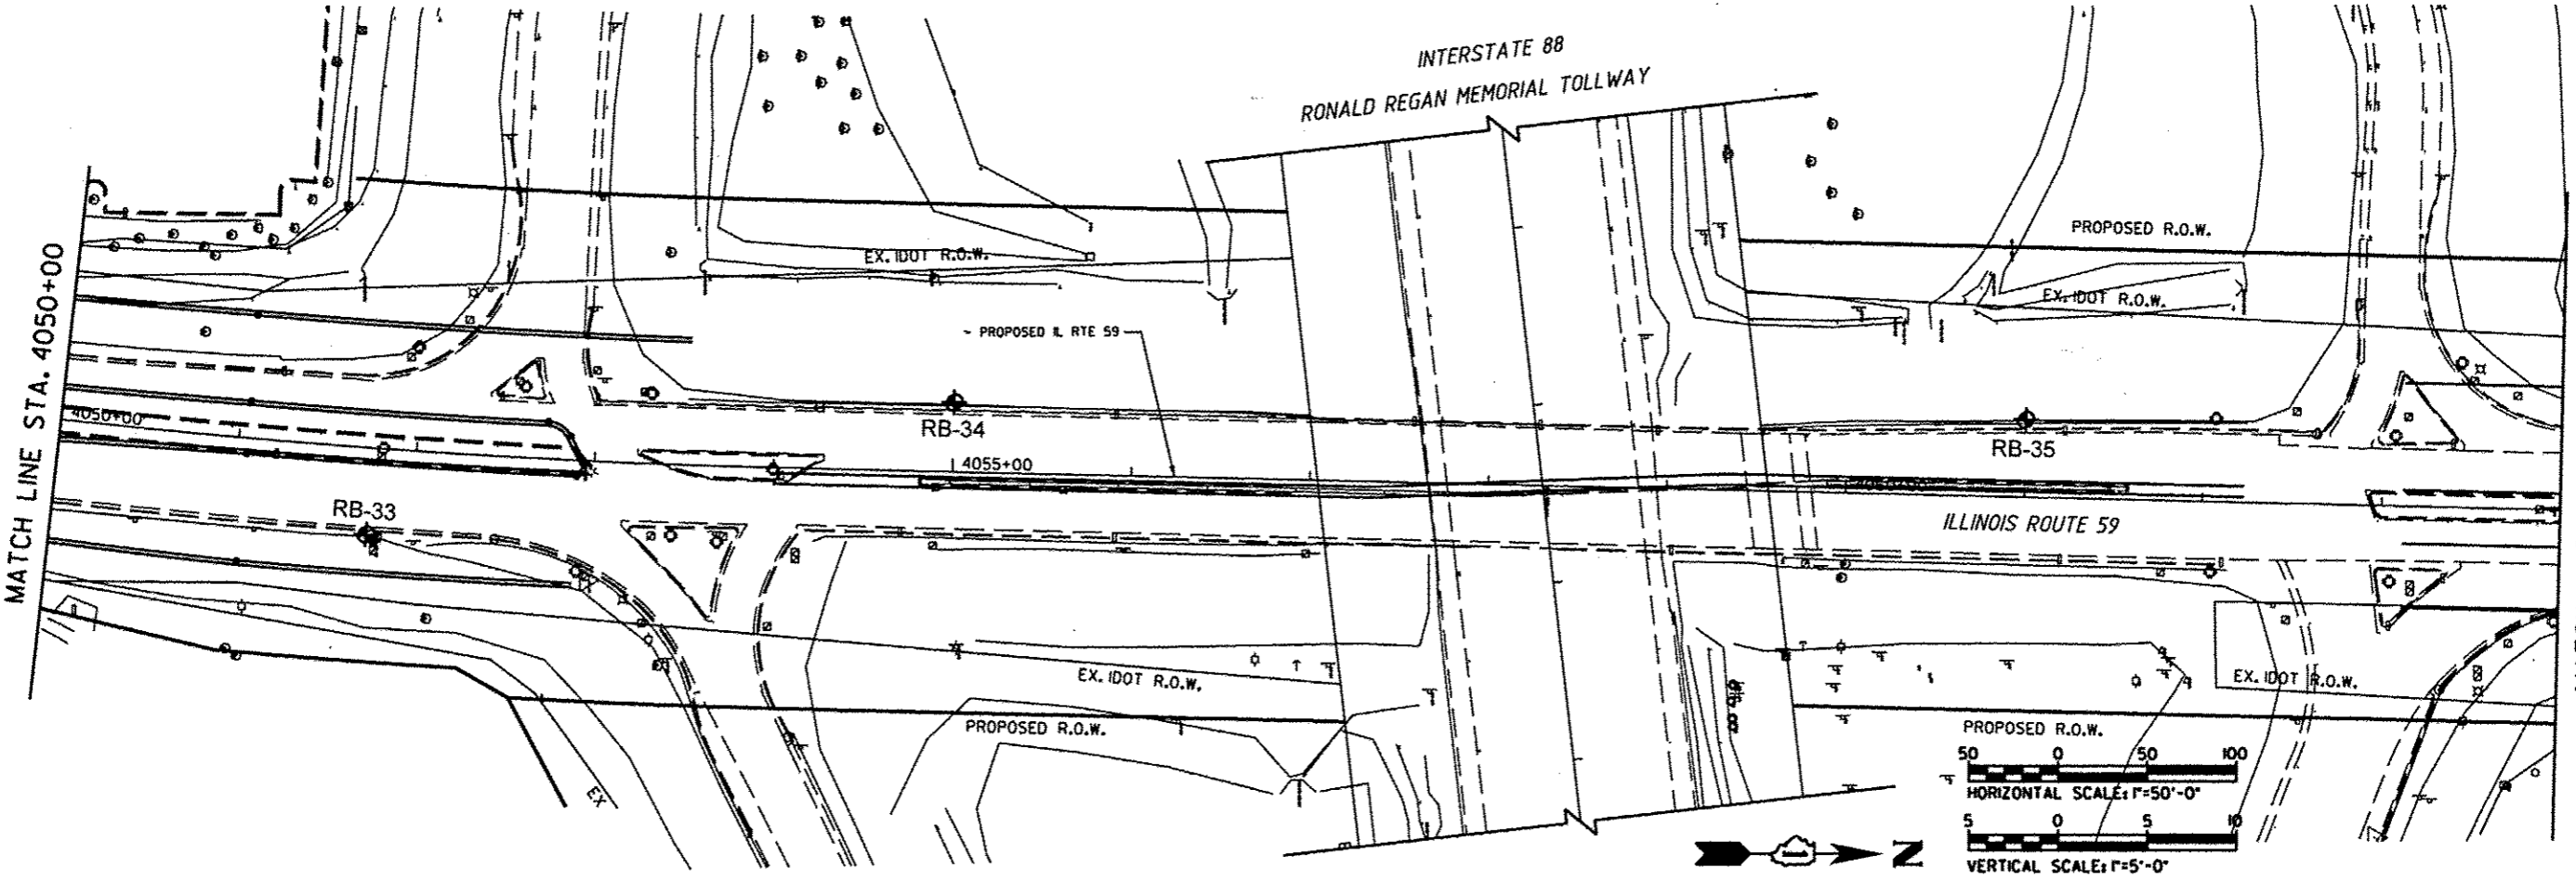 INTERSTATE 88
RONALD REGAN MEMORIAL TOLLWAY
MATCH LINE STA. 4050+00
EX. IDOT R.O.W.
PROPOSED R.O.W.
EX. IDOT R.O.W.
~ PROPOSED IL RTE 59
4050+00
RB-34
RB-35
4055+00
RB-33
ILLINOIS ROUTE 59
EX. IDOT R.O.W.
EX. IDOT R.O.W.
PROPOSED R.O.W.
PROPOSED R.O.W.
EX
50 0 50 100
HORIZONTAL SCALE: 1"=50'-0"
5 0 5 10
VERTICAL SCALE: 1"=5'-0"
N